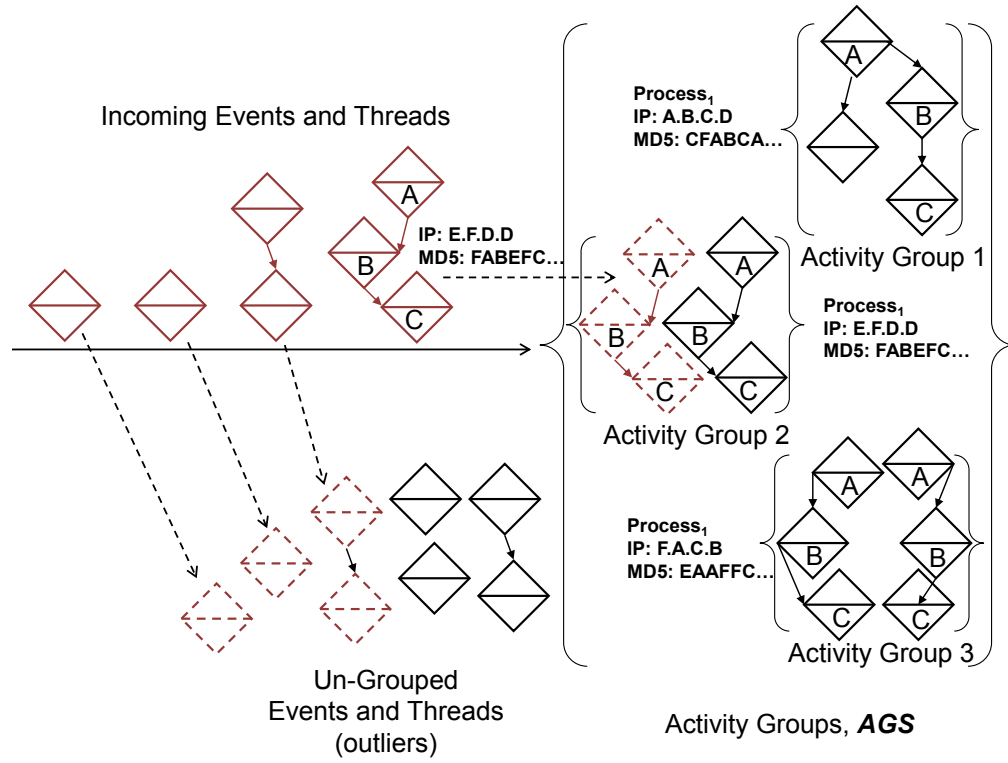 Incoming Events and Threads
A
B
C
IP: E.F.D.D
MD5: FABEFC...
Process1
IP: A.B.C.D
MD5: CFABCA...
A
B
C
Activity Group 1
A
B
C
A
B
C
Process1
IP: E.F.D.D
MD5: FABEFC...
Activity Group 2
Process1
IP: F.A.C.B
MD5: EAAFFC...
A
B
C
A
B
C
Activity Group 3
Un-Grouped
Events and Threads
(outliers)
Activity Groups, AGS